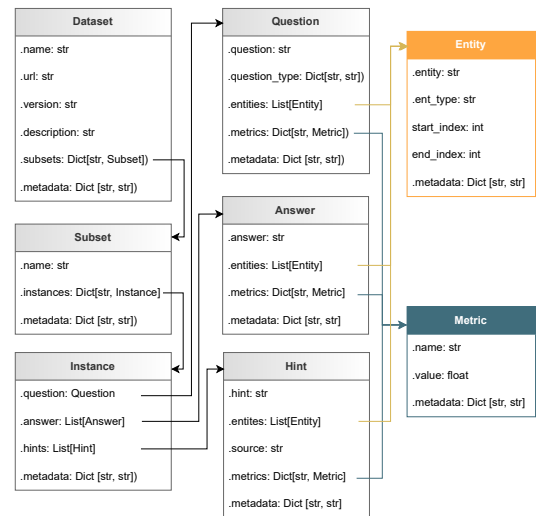 Dataset
.name: str
.url: str
.version: str
.description: str
.subsets: Dict[str, Subset])
.metadata: Dict [str, str])
Subset
.name: str
.instances: Dict[str, Instance]
.metadata: Dict [str, str])
Instance
.question: Question
.answer: List[Answer]
.hints: List[Hint]
.metadata: Dict [str, str])
Question
.question: str
.question_type: Dict[str, str])
.entities: List[Entity]
.metrics: Dict[str, Metric])
.metadata: Dict [str, str])
Answer
.answer: str
.entities: List[Entity]
.metrics: Dict[str, Metric]
.metadata: Dict [str, str]
Hint
.hint: str
.entites: List[Entity]
.source: str
.metrics: Dict[str, Metric]
.metadata: Dict [str, str]
Entity
.entity: str
.ent_type: str
start_index: int
end_index: int
.metadata: Dict [str, str]
Metric
.name: str
.value: float
.metadata: Dict [str, str]